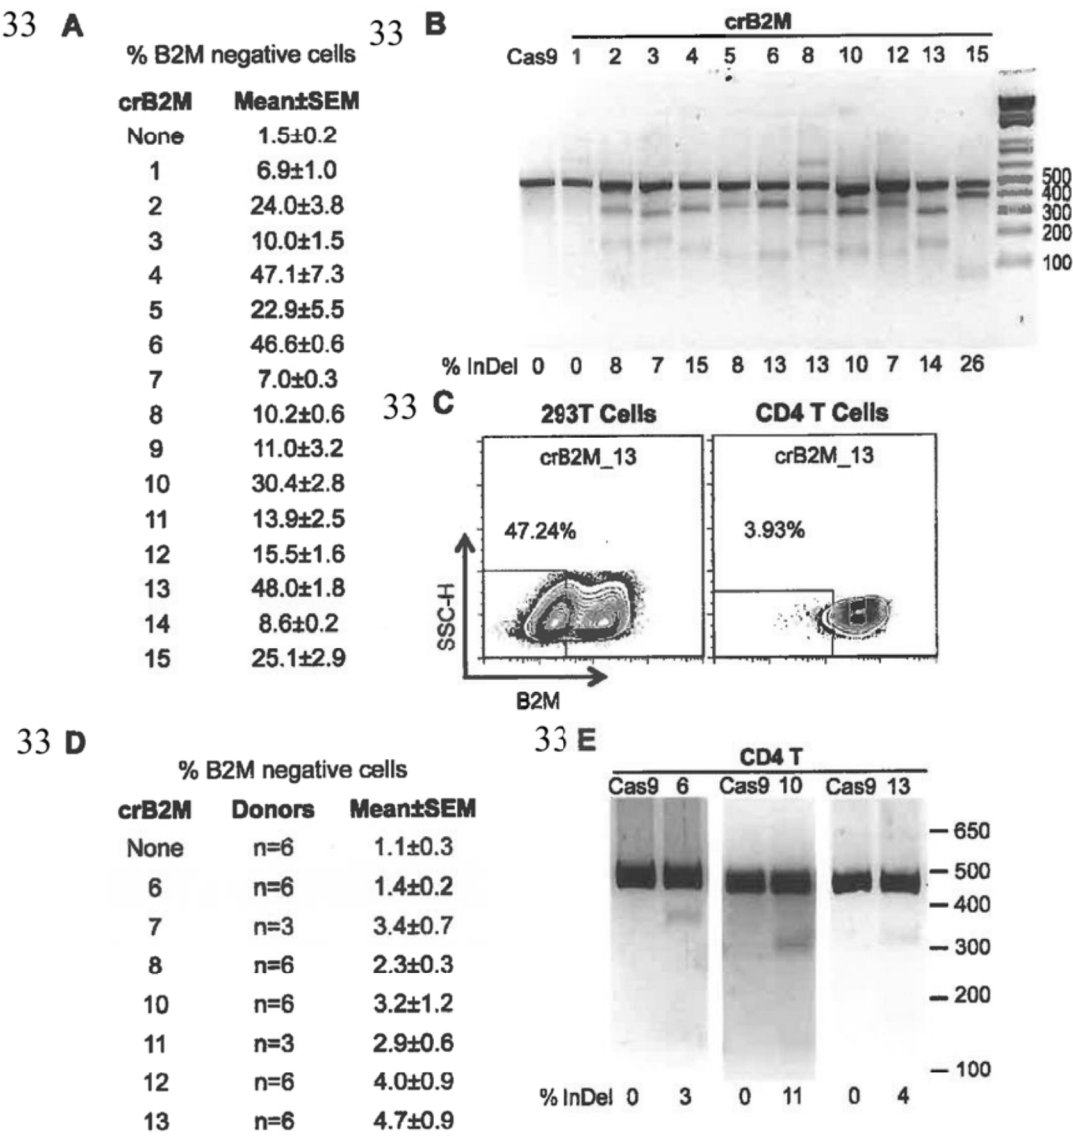 33 A
% B2M negative cells
crB2M Mean±SEM
None 1.5±0.2
1 6.9±1.0
2 24.0±3.8
3 10.0±1.5
4 47.1±7.3
5 22.9±5.5
6 46.6±0.6
7 7.0±0.3
8 10.2±0.6
9 11.0±3.2
10 30.4±2.8
11 13.9±2.5
12 15.5±1.6
13 48.0±1.8
14 8.6±0.2
15 25.1±2.9
33 B
crB2M
Cas9 1 2 3 4 5 6 8 10 12 13 15
500
400
300
200
100
% InDel 0 0 8 7 15 8 13 13 10 7 14 26
33 C
293T Cells CD4 T Cells
crB2M_13 crB2M_13
47.24% 3.93%
SSC-H
B2M
33 D
% B2M negative cells
crB2M Donors Mean±SEM
None n=6 1.1±0.3
6 n=6 1.4±0.2
7 n=3 3.4±0.7
8 n=6 2.3±0.3
10 n=6 3.2±1.2
11 n=3 2.9±0.6
12 n=6 4.0±0.9
13 n=6 4.7±0.9
33 E
CD4 T
Cas9 6 Cas9 10 Cas9 13
650
500
400
300
200
100
% InDel 0 3 0 11 0 4